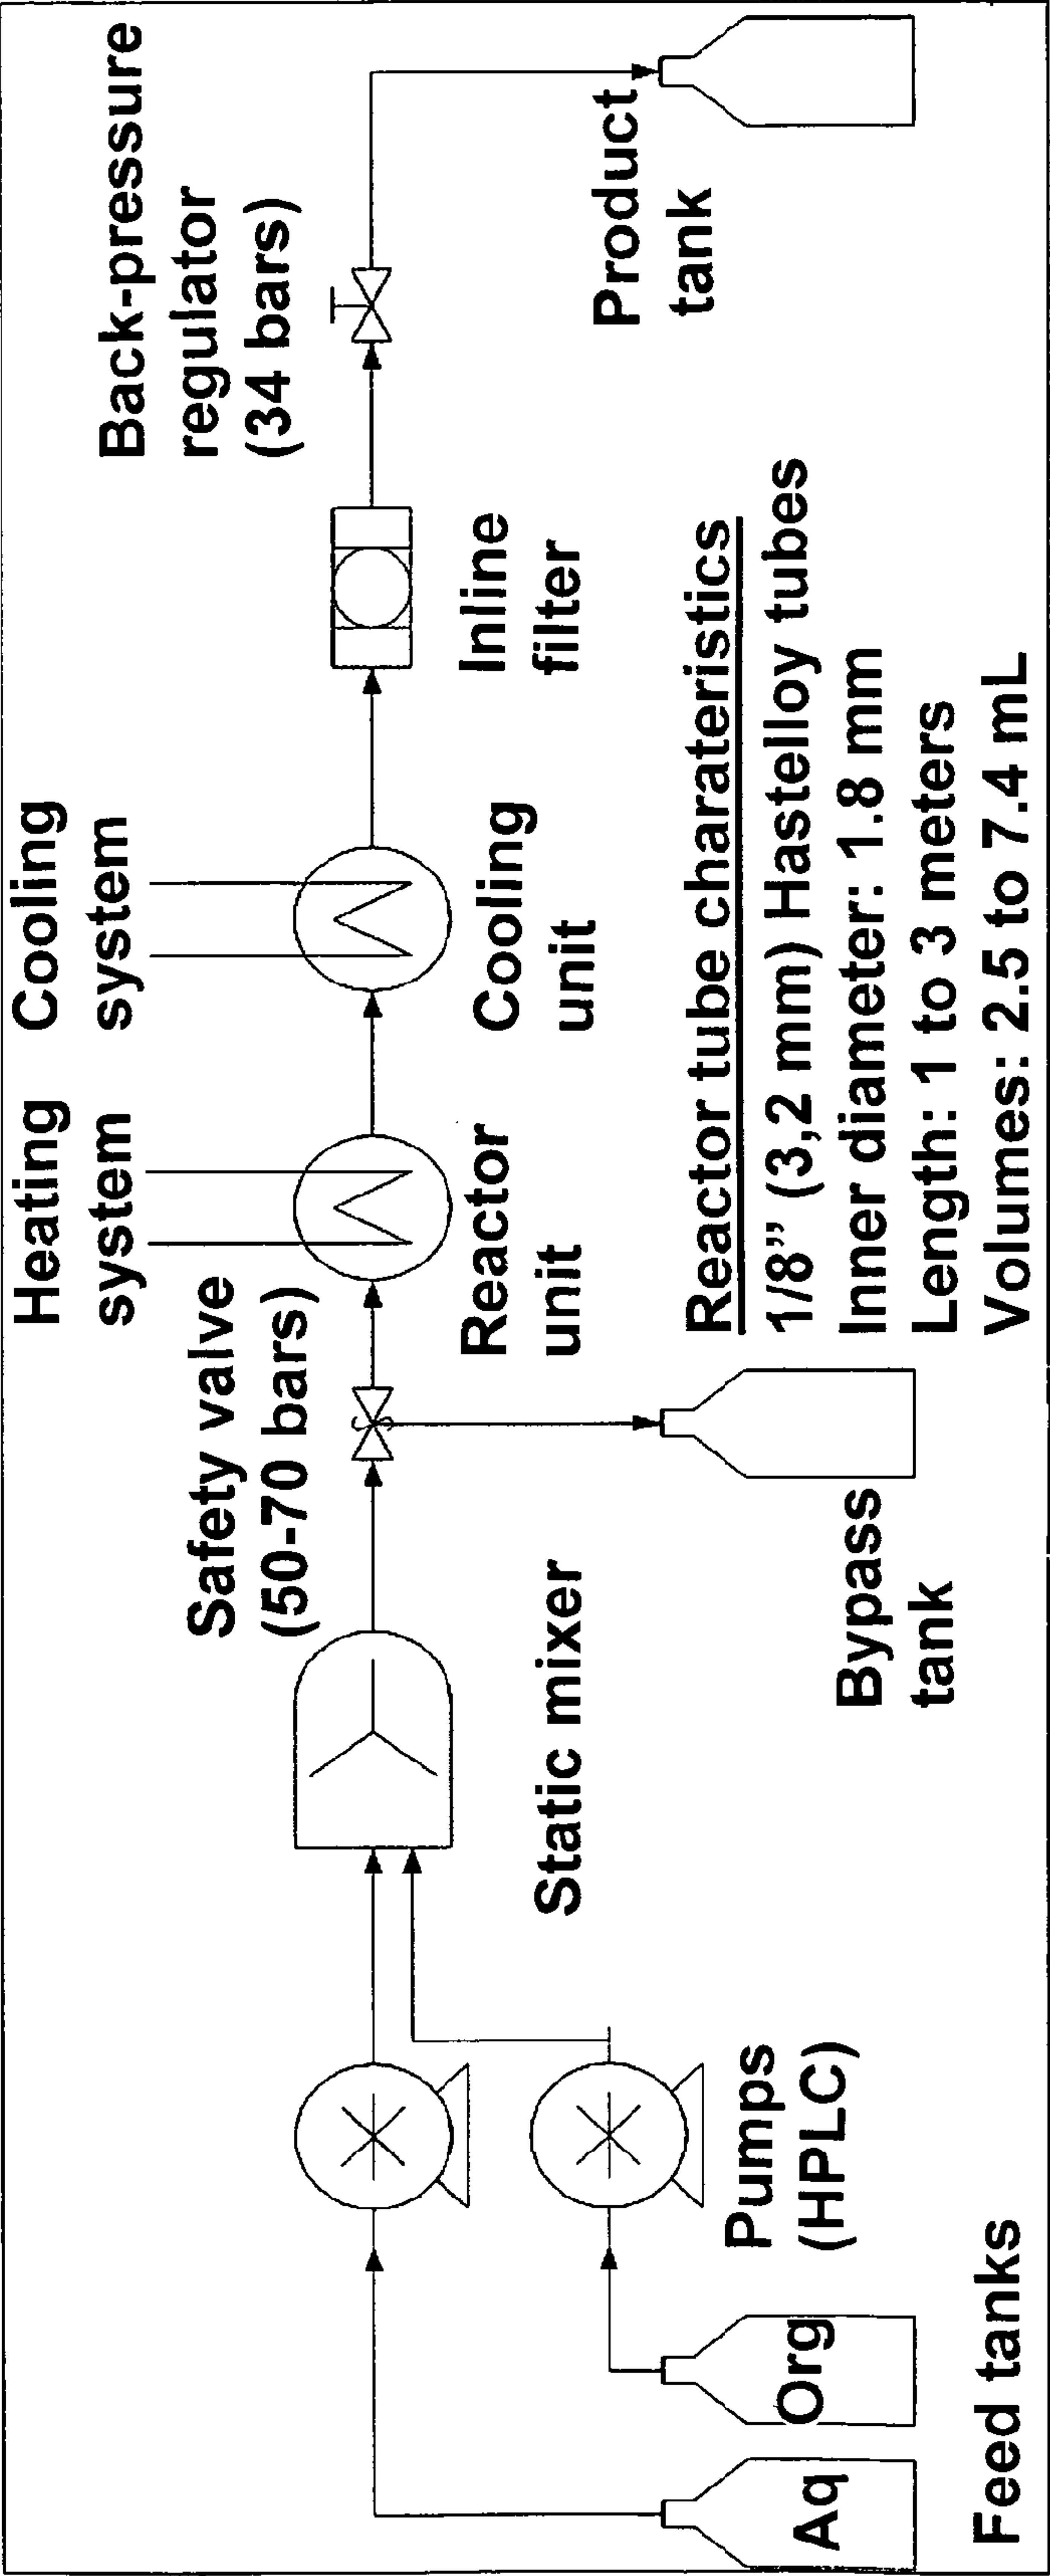 Heating
system
Cooling
system
Back-pressure
regulator
(34 bars)
Safety valve
(50-70 bars)
Static mixer
Reactor
unit
Cooling
unit
Inline
filter
Product
tank
Pumps
(HPLC)
Bypass
tank
Aq
Org
Feed tanks
Reactor tube charateristics
1/8” (3,2 mm) Hastelloy tubes
Inner diameter: 1.8 mm
Length: 1 to 3 meters
Volumes: 2.5 to 7.4 mL